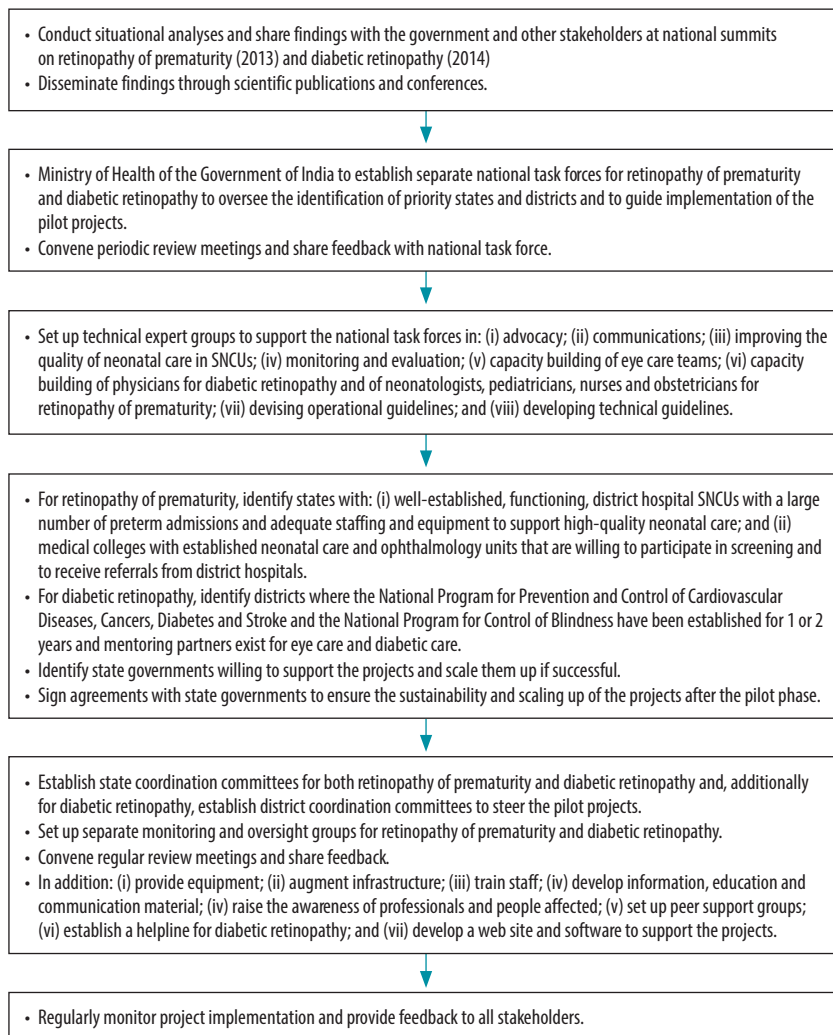 • Conduct situational analyses and share findings with the government and other stakeholders at national summits
on retinopathy of prematurity (2013) and diabetic retinopathy (2014)
• Disseminate findings through scientific publications and conferences.
• Ministry of Health of the Government of India to establish separate national task forces for retinopathy of prematurity
and diabetic retinopathy to oversee the identification of priority states and districts and to guide implementation of the
pilot projects.
• Convene periodic review meetings and share feedback with national task force.
• Set up technical expert groups to support the national task forces in: (i) advocacy; (ii) communications; (iii) improving the
quality of neonatal care in SNCUs; (iv) monitoring and evaluation; (v) capacity building of eye care teams; (vi) capacity
building of physicians for diabetic retinopathy and of neonatologists, pediatricians, nurses and obstetricians for
retinopathy of prematurity; (vii) devising operational guidelines; and (viii) developing technical guidelines.
• For retinopathy of prematurity, identify states with: (i) well-established, functioning, district hospital SNCUs with a large
number of preterm admissions and adequate staffing and equipment to support high-quality neonatal care; and (ii)
medical colleges with established neonatal care and ophthalmology units that are willing to participate in screening and
to receive referrals from district hospitals.
• For diabetic retinopathy, identify districts where the National Program for Prevention and Control of Cardiovascular
Diseases, Cancers, Diabetes and Stroke and the National Program for Control of Blindness have been established for 1 or 2
years and mentoring partners exist for eye care and diabetic care.
• Identify state governments willing to support the projects and scale them up if successful.
• Sign agreements with state governments to ensure the sustainability and scaling up of the projects after the pilot phase.
• Establish state coordination committees for both retinopathy of prematurity and diabetic retinopathy and, additionally
for diabetic retinopathy, establish district coordination committees to steer the pilot projects.
• Set up separate monitoring and oversight groups for retinopathy of prematurity and diabetic retinopathy.
• Convene regular review meetings and share feedback.
• In addition: (i) provide equipment; (ii) augment infrastructure; (iii) train staff; (iv) develop information, education and
communication material; (iv) raise the awareness of professionals and people affected; (v) set up peer support groups;
(vi) establish a helpline for diabetic retinopathy; and (vii) develop a web site and software to support the projects.
• Regularly monitor project implementation and provide feedback to all stakeholders.